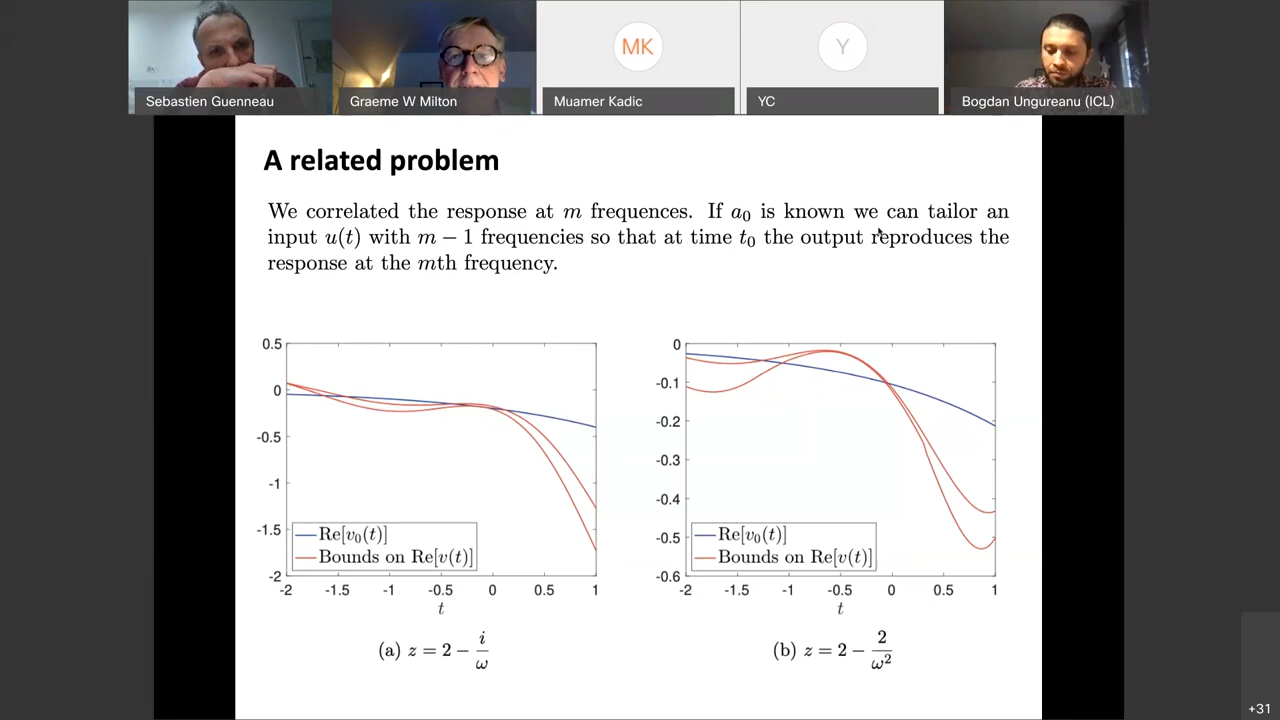 Sebastien Guenneau
Graeme W Milton
MK
Muamer Kadic
Y
YC
Bogdan Ungureanu (ICL)
A related problem
We correlated the response at m frequences. If a₀ is known we can tailor an
input u(t) with m − 1 frequencies so that at time t₀ the output reproduces the
response at the mth frequency.
0.5
0
-0.5
-1
-1.5
-2
-2 -1.5 -1 -0.5 0 0.5 1
t
Re[v₀(t)]
Bounds on Re[v(t)]
(a) z = 2 − i/ω
0
-0.1
-0.2
-0.3
-0.4
-0.5
-0.6
-2 -1.5 -1 -0.5 0 0.5 1
t
Re[v₀(t)]
Bounds on Re[v(t)]
(b) z = 2 − 2/ω²
+31